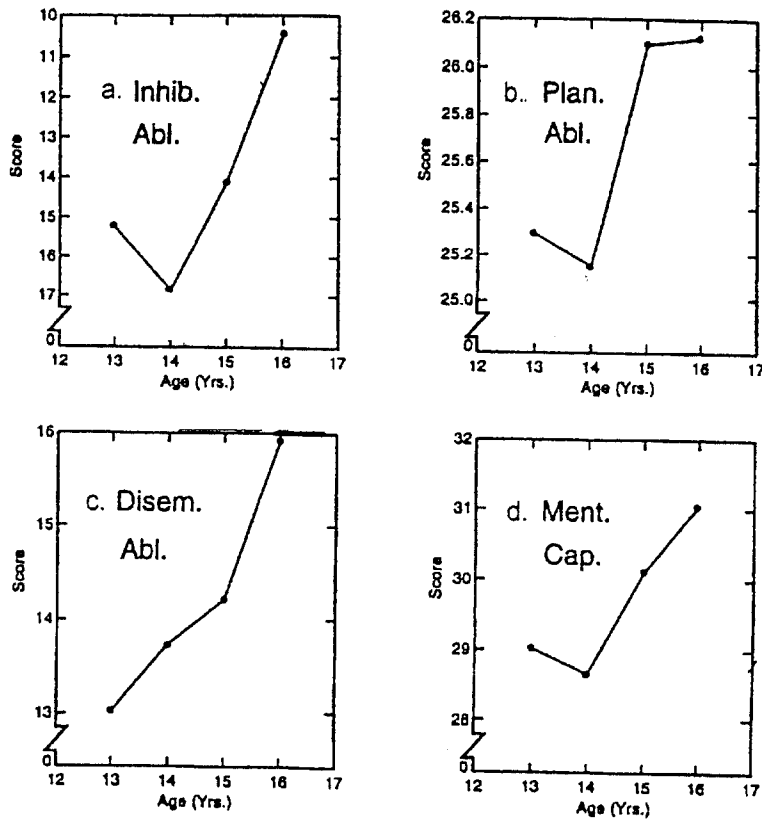 10
11
12
13
14
15
16
17
0
Score
a. Inhib.
Abl.
12 13 14 15 16 17
Age (Yrs.)
26.2
26.0
25.8
25.6
25.4
25.2
25.0
0
Score
b. Plan.
Abl.
12 13 14 15 16 17
Age (Yrs.)
16
15
14
13
0
Score
c. Disem.
Abl.
12 13 14 15 16 17
Age (Yrs.)
32
31
30
29
28
0
Score
d. Ment.
Cap.
12 13 14 15 16 17
Age (Yrs.)